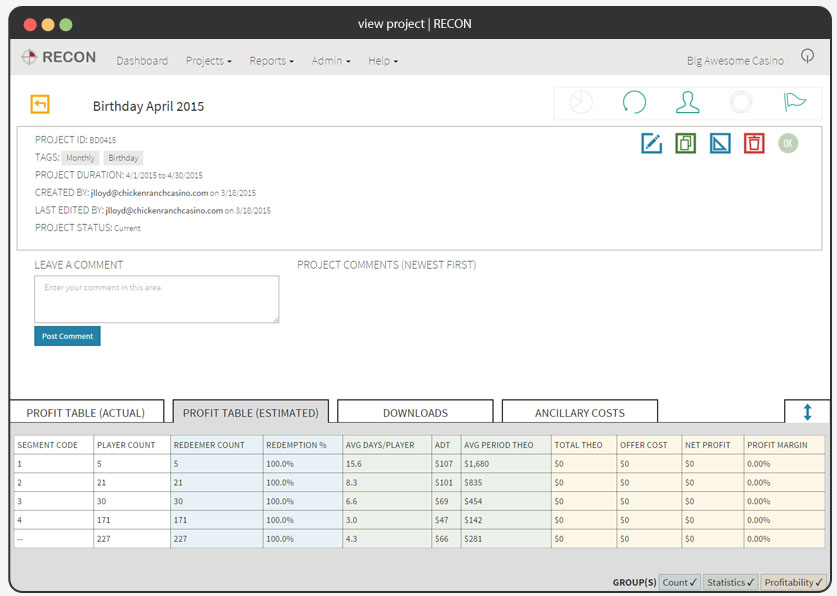 view project | RECON
RECON Dashboard Projects Reports Admin Help Big Awesome Casino
Birthday April 2015
PROJECT ID: BD0415
TAGS: Monthly Birthday
PROJECT DURATION: 4/1/2015 to 4/30/2015
CREATED BY: jlloyd@chickenranchcasino.com on 3/18/2015
LAST EDITED BY: jlloyd@chickenranchcasino.com on 3/18/2015
PROJECT STATUS: Current
OK
LEAVE A COMMENT PROJECT COMMENTS (NEWEST FIRST)
Enter your comment in this area.
Post Comment
PROFIT TABLE (ACTUAL) PROFIT TABLE (ESTIMATED) DOWNLOADS ANCILLARY COSTS
SEGMENT CODE PLAYER COUNT REDEEMER COUNT REDEMPTION % AVG DAYS/PLAYER ADT AVG PERIOD THEO TOTAL THEO OFFER COST NET PROFIT PROFIT MARGIN
1 5 5 100.0% 15.6 $107 $1,680 $0 $0 $0 0.00%
2 21 21 100.0% 8.3 $101 $835 $0 $0 $0 0.00%
3 30 30 100.0% 6.6 $69 $454 $0 $0 $0 0.00%
4 171 171 100.0% 3.0 $47 $142 $0 $0 $0 0.00%
-- 227 227 100.0% 4.3 $66 $281 $0 $0 $0 0.00%
GROUP(S) Count ✓ Statistics ✓ Profitability ✓